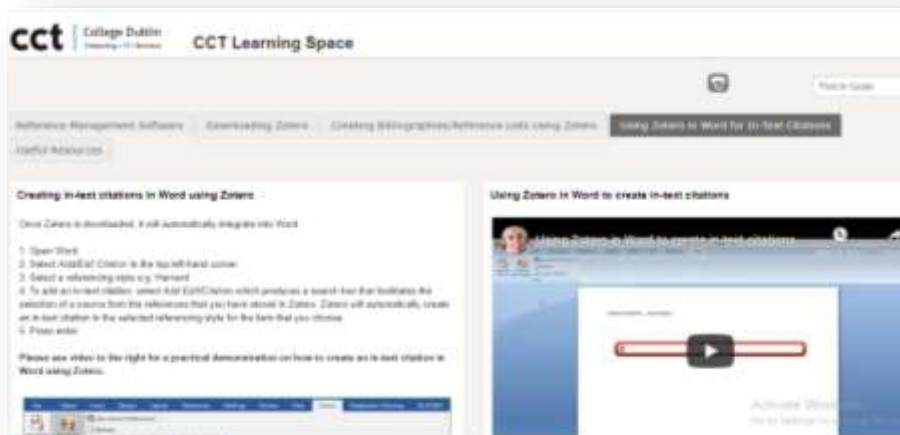 cct College Dublin
CCT Learning Space
Find in Guide
Reference Management Software Downloading Zotero Creating Bibliographies/Reference Lists Using Zotero Using Zotero in Word for In-Text Citations
Useful Resources
Creating in-text citations in Word using Zotero
Once Zotero is downloaded, it will automatically integrate into Word
1. Open Word
2. Select Add/Edit Citation in the top left-hand corner
3. Select a referencing style e.g. Harvard
4. To add an in-text citation, select Add Edit/Citation which produces a search bar that facilitates the
selection of a source from the references that you have stored in Zotero. Zotero will automatically create
an in-text citation in the selected referencing style for the item that you choose
5. Press enter
Please see video to the right for a practical demonstration on how to create an in-text citation in
Word using Zotero.
Using Zotero in Word to create in-text citations
Using Zotero in Word to create in-text citations
Activate